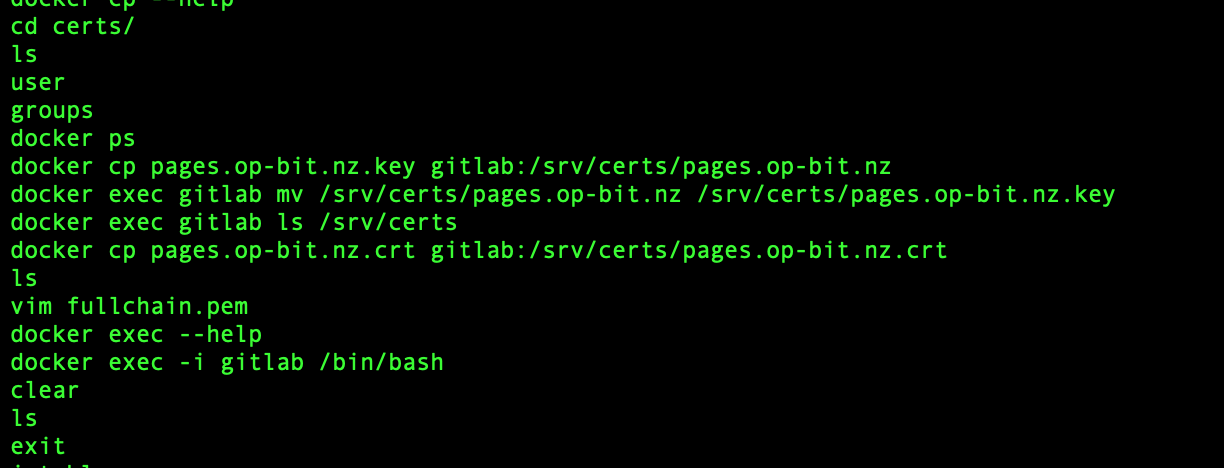 docker cp --help
cd certs/
ls
user
groups
docker ps
docker cp pages.op-bit.nz.key gitlab:/srv/certs/pages.op-bit.nz
docker exec gitlab mv /srv/certs/pages.op-bit.nz /srv/certs/pages.op-bit.nz.key
docker exec gitlab ls /srv/certs
docker cp pages.op-bit.nz.crt gitlab:/srv/certs/pages.op-bit.nz.crt
ls
vim fullchain.pem
docker exec --help
docker exec -i gitlab /bin/bash
clear
ls
exit